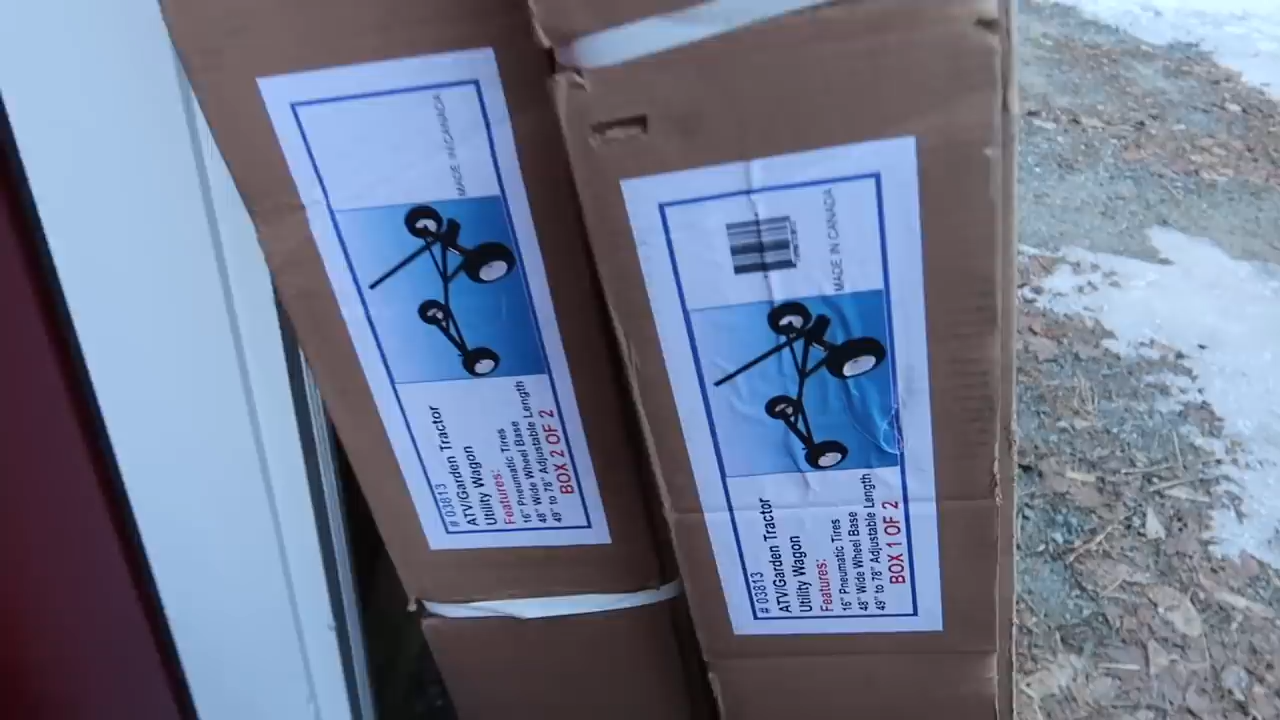 # 03813
ATV/Garden Tractor
Utility Wagon
Features:
16" Pneumatic Tires
48" Wide Wheel Base
49" to 78" Adjustable Length
BOX 2 OF 2
MADE IN CANADA
# 03813
ATV/Garden Tractor
Utility Wagon
Features:
16" Pneumatic Tires
48" Wide Wheel Base
49" to 78" Adjustable Length
BOX 1 OF 2
MADE IN CANADA